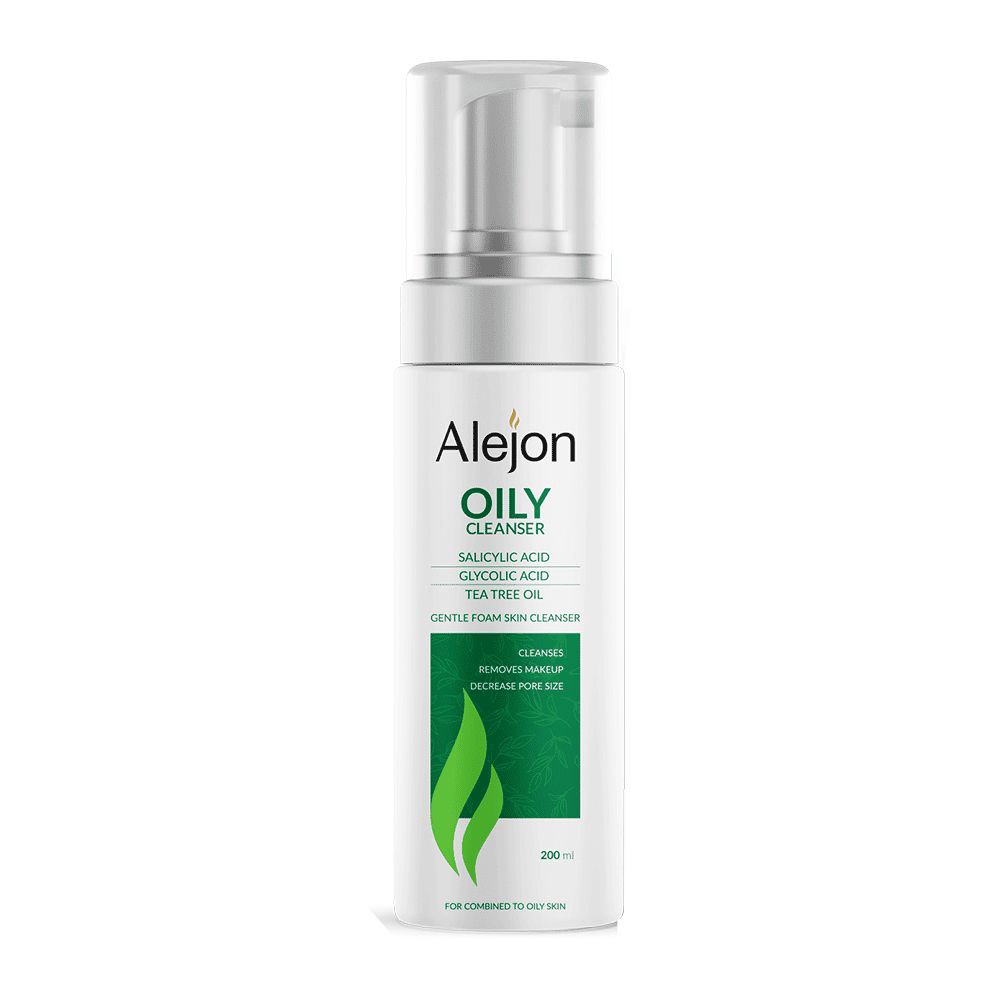 Alejon
OILY
CLEANSER
SALICYLIC ACID
GLYCOLIC ACID
TEA TREE OIL
GENTLE FOAM SKIN CLEANSER
CLEANSES
REMOVES MAKEUP
DECREASE PORE SIZE
200 ml
FOR COMBINED TO OILY SKIN